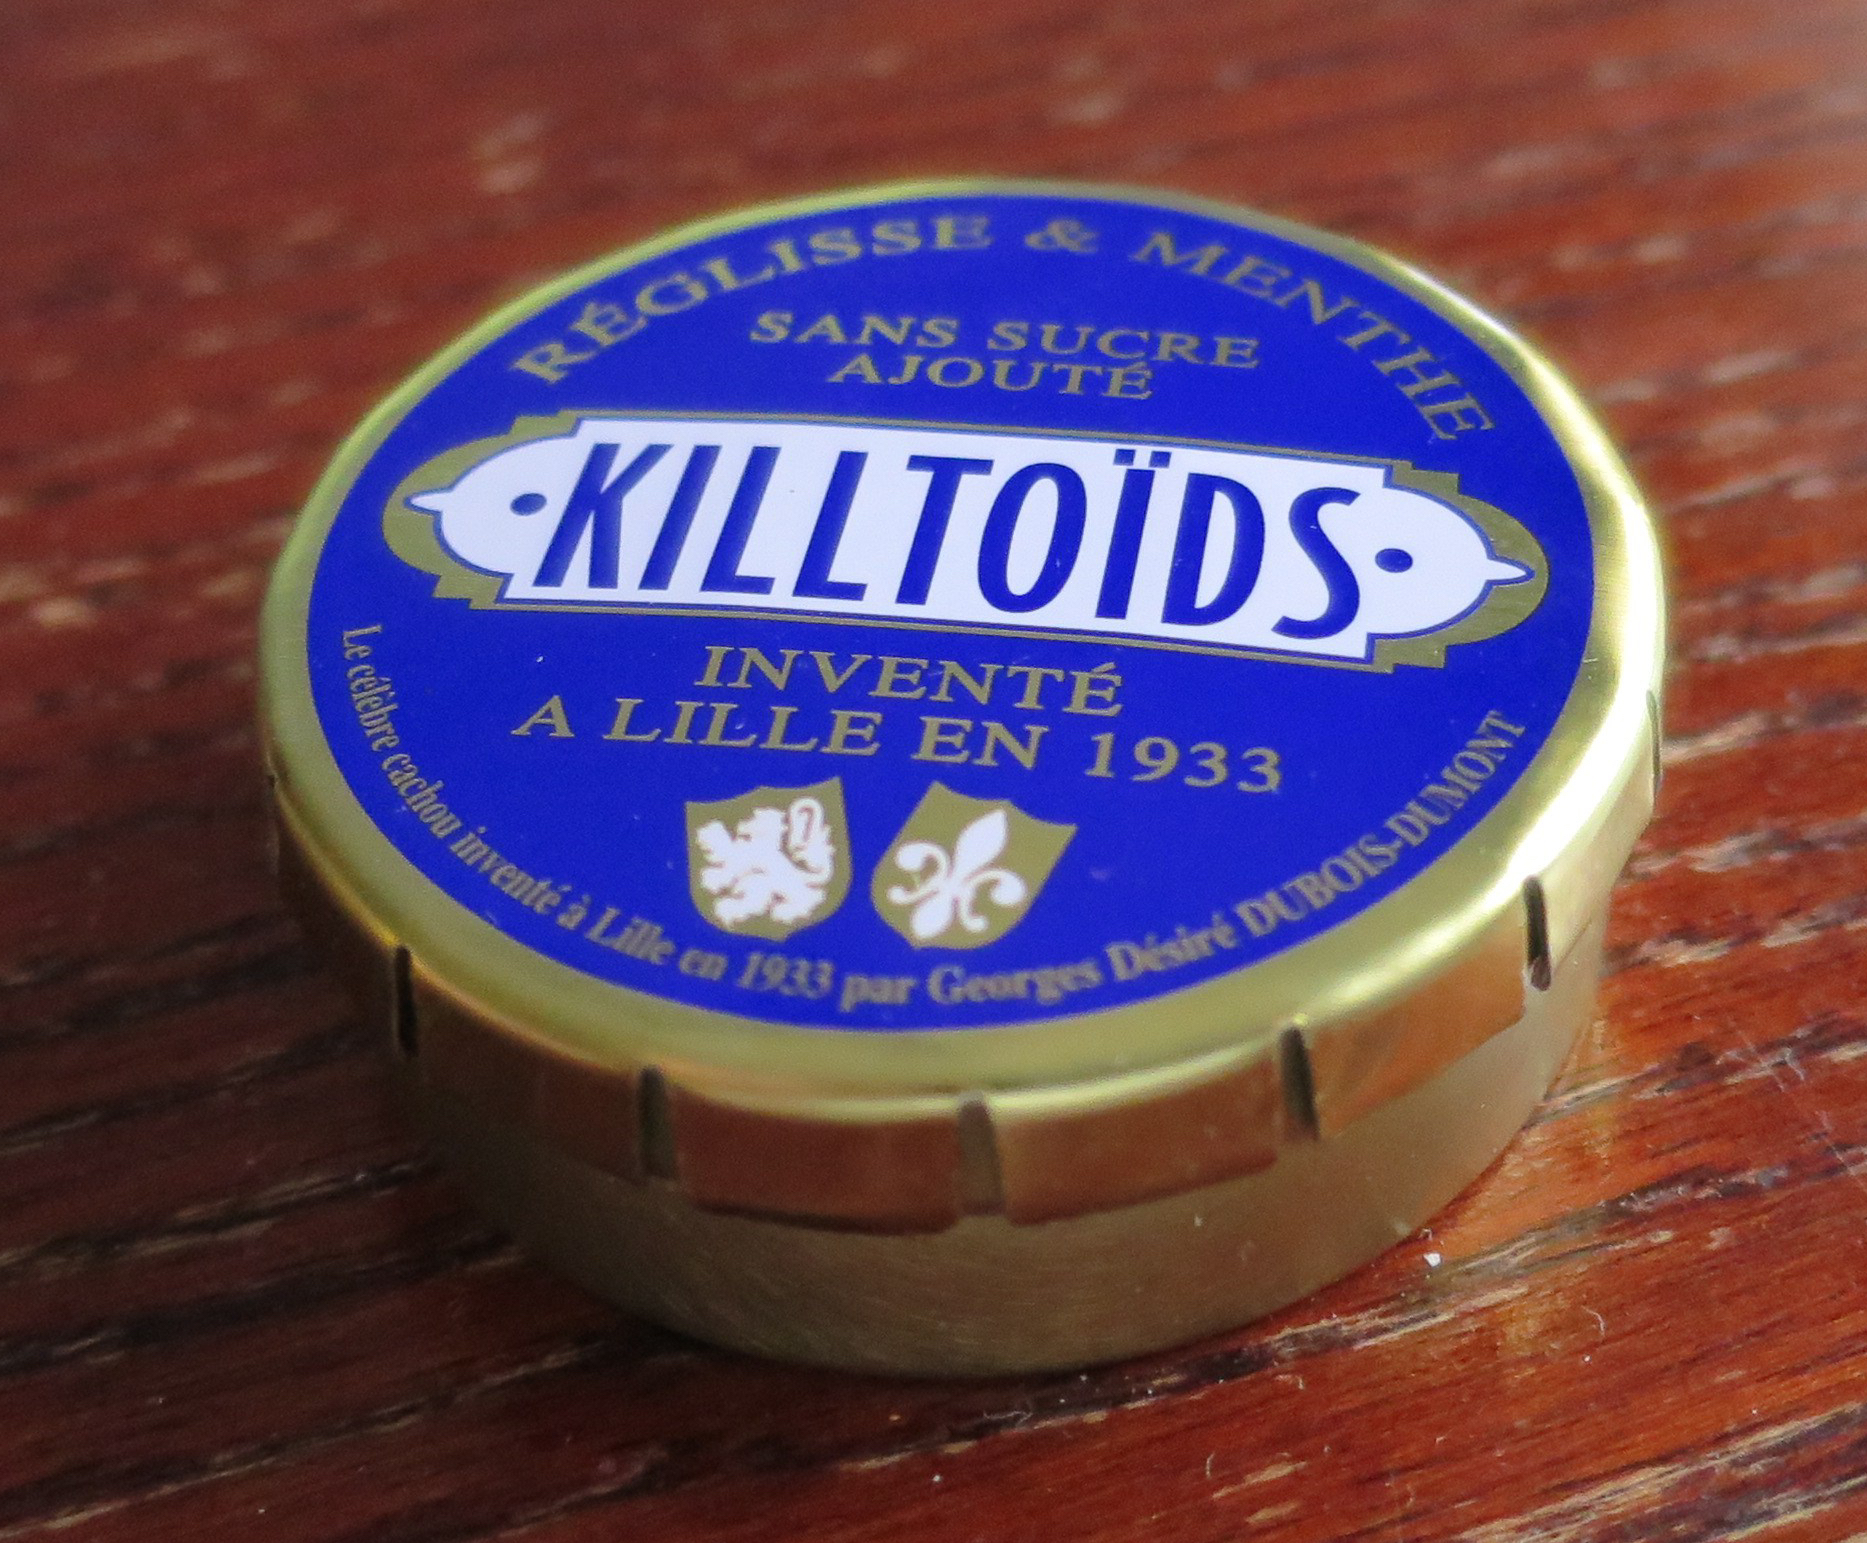 RÉGLISSE & MENTHE
SANS SUCRE
AJOUTÉ
KILLTOÏDS
INVENTÉ
A LILLE EN 1933
Le célèbre cachou inventé à Lille en 1933 par Georges Désiré DUBOIS-DUMONT